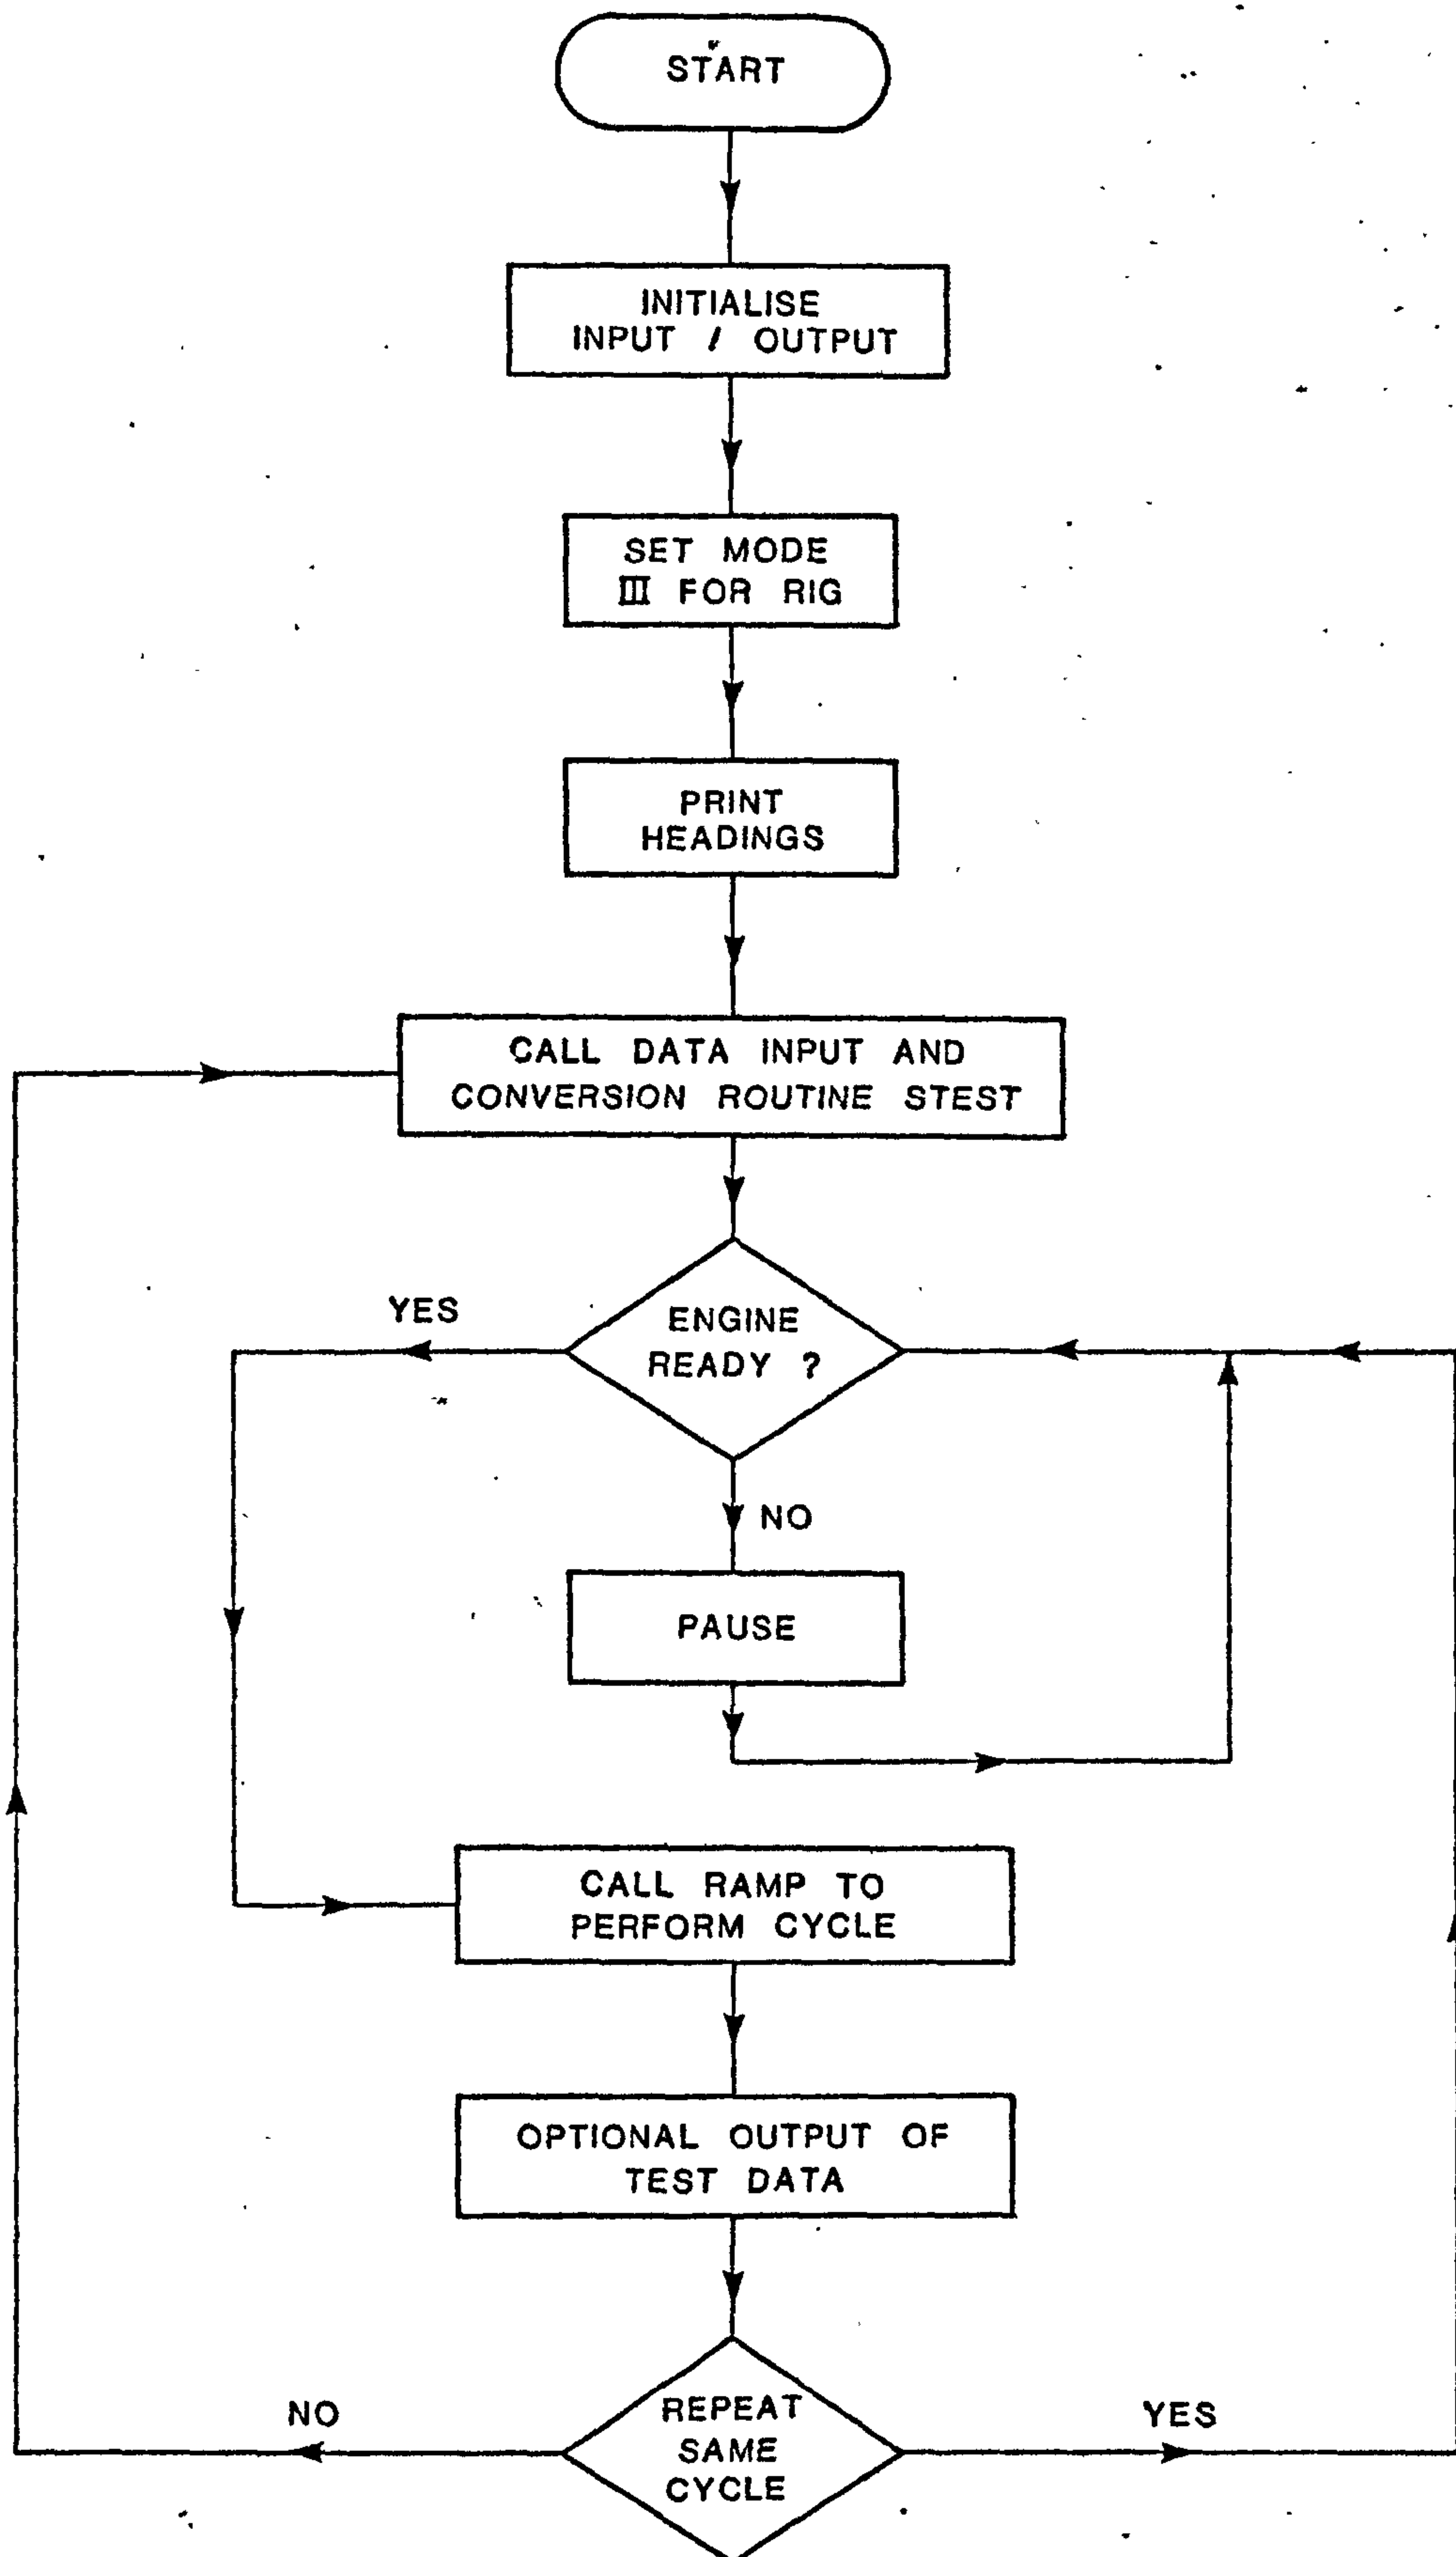 START
INITIALISE
INPUT / OUTPUT
SET MODE
III FOR RIG
PRINT
HEADINGS
CALL DATA INPUT AND
CONVERSION ROUTINE STEST
YES
ENGINE
READY ?
NO
PAUSE
CALL RAMP TO
PERFORM CYCLE
OPTIONAL OUTPUT OF
TEST DATA
NO
REPEAT
SAME
CYCLE
YES